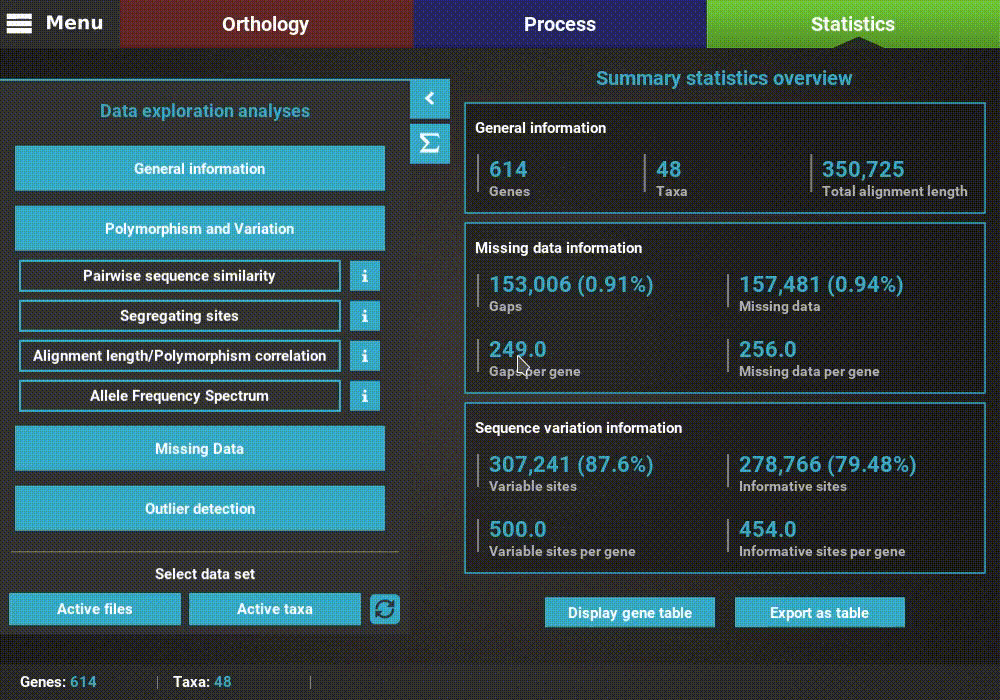 Menu
Orthology
Process
Statistics
Data exploration analyses
General information
Polymorphism and Variation
Pairwise sequence similarity
i
Segregating sites
i
Alignment length/Polymorphism correlation
i
Allele Frequency Spectrum
i
Missing Data
Outlier detection
Select data set
Active files
Active taxa
Σ
Summary statistics overview
General information
614
Genes
48
Taxa
350,725
Total alignment length
Missing data information
153,006 (0.91%)
Gaps
157,481 (0.94%)
Missing data
249.0
Gaps per gene
256.0
Missing data per gene
Sequence variation information
307,241 (87.6%)
Variable sites
278,766 (79.48%)
Informative sites
500.0
Variable sites per gene
454.0
Informative sites per gene
Display gene table
Export as table
Genes: 614
Taxa: 48